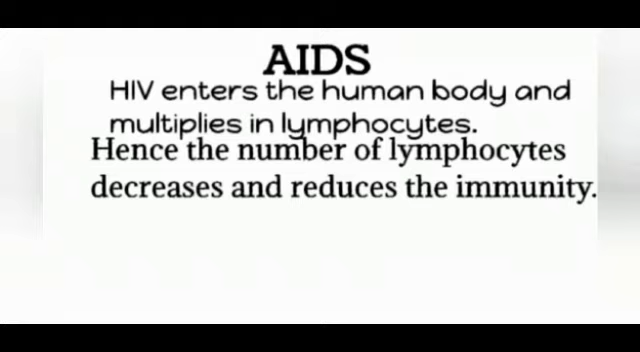 AIDS
HIV enters the human body and
multiplies in lymphocytes.
Hence the number of lymphocytes
decreases and reduces the immunity.